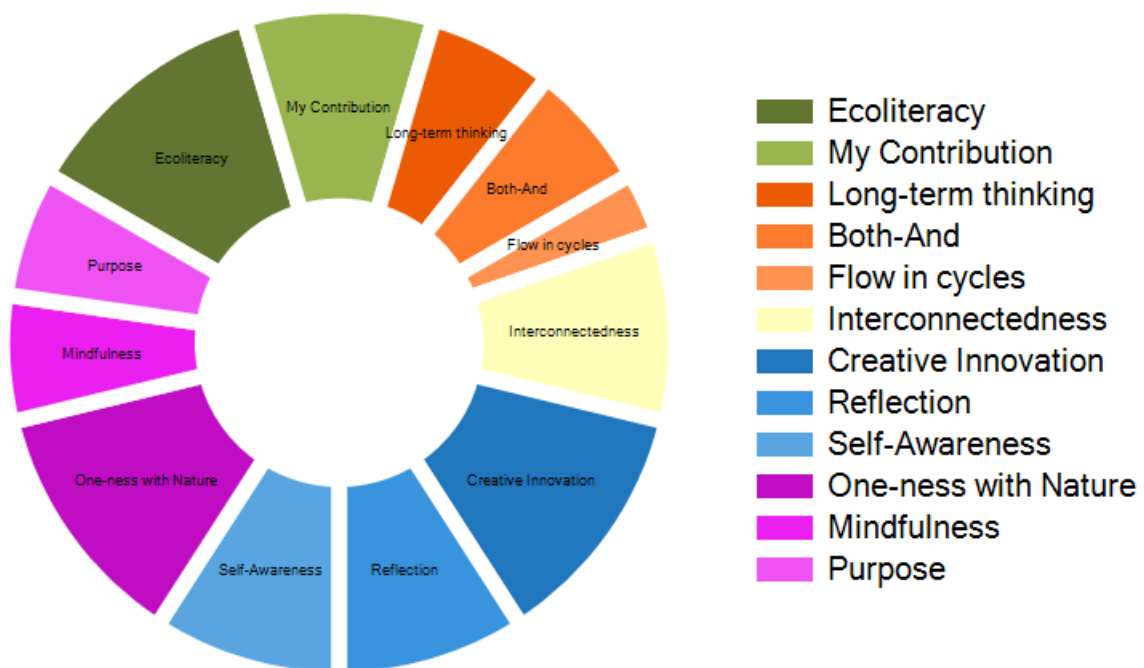 My Contribution
Long-term thinking
Ecoliteracy
Both-And
Flow in cycles
Purpose
Interconnectedness
Mindfulness
One-ness with Nature
Creative Innovation
Self-Awareness
Reflection
Ecoliteracy
My Contribution
Long-term thinking
Both-And
Flow in cycles
Interconnectedness
Creative Innovation
Reflection
Self-Awareness
One-ness with Nature
Mindfulness
Purpose